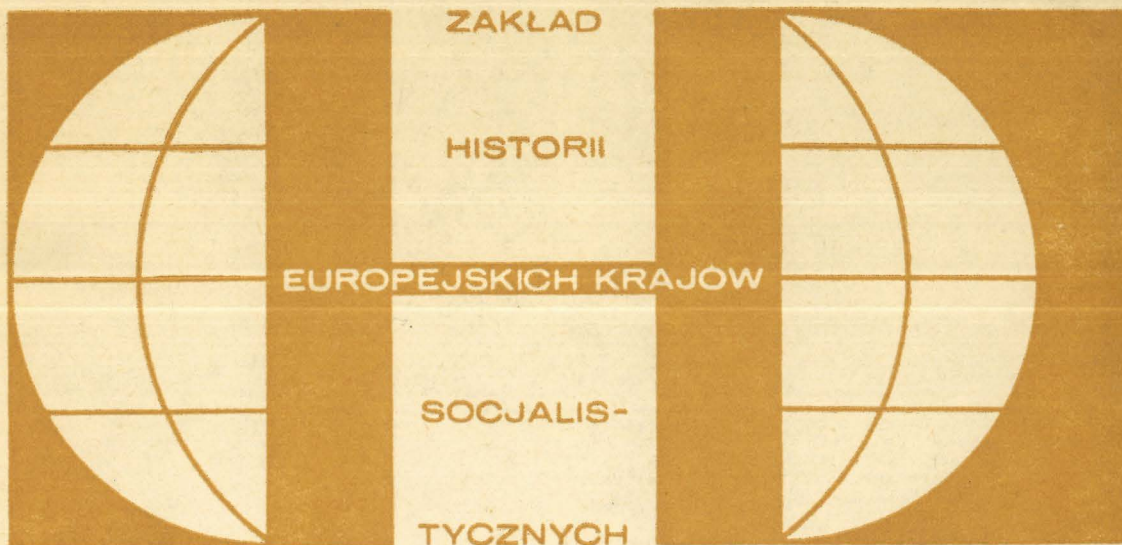 ZAKŁAD
HISTORII
EUROPEJSKICH KRAJÓW
SOCJALIS-
TYCZNYCH